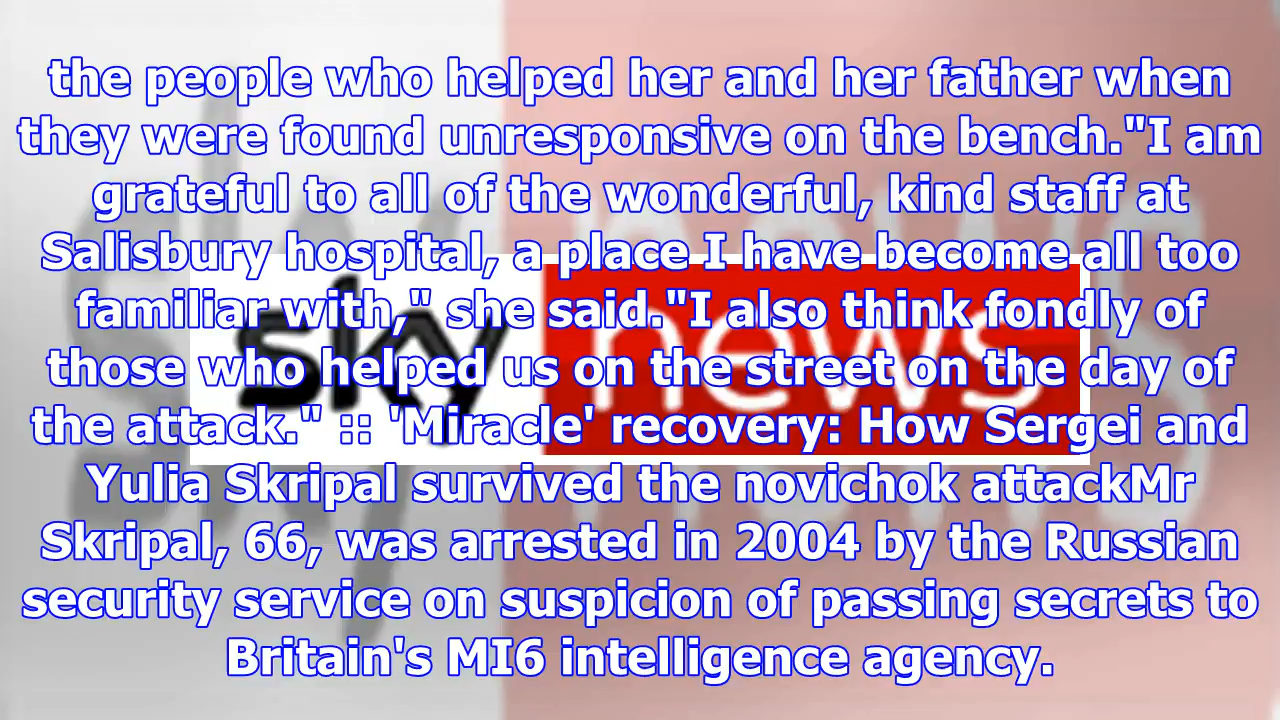 the people who helped her and her father when
they were found unresponsive on the bench."I am
grateful to all of the wonderful, kind staff at
Salisbury hospital, a place I have become all too
familiar with," she said."I also think fondly of
those who helped us on the street on the day of
the attack." :: 'Miracle' recovery: How Sergei and
Yulia Skripal survived the novichok attackMr
Skripal, 66, was arrested in 2004 by the Russian
security service on suspicion of passing secrets to
Britain's MI6 intelligence agency.
sky news